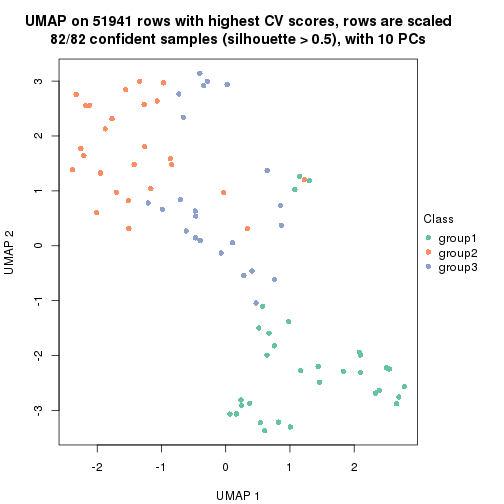 UMAP on 51941 rows with highest CV scores, rows are scaled
82/82 confident samples (silhouette > 0.5), with 10 PCs
3
2
1
0
-1
-2
-3
UMAP 2
-2
-1
0
1
2
UMAP 1
Class
group1
group2
group3